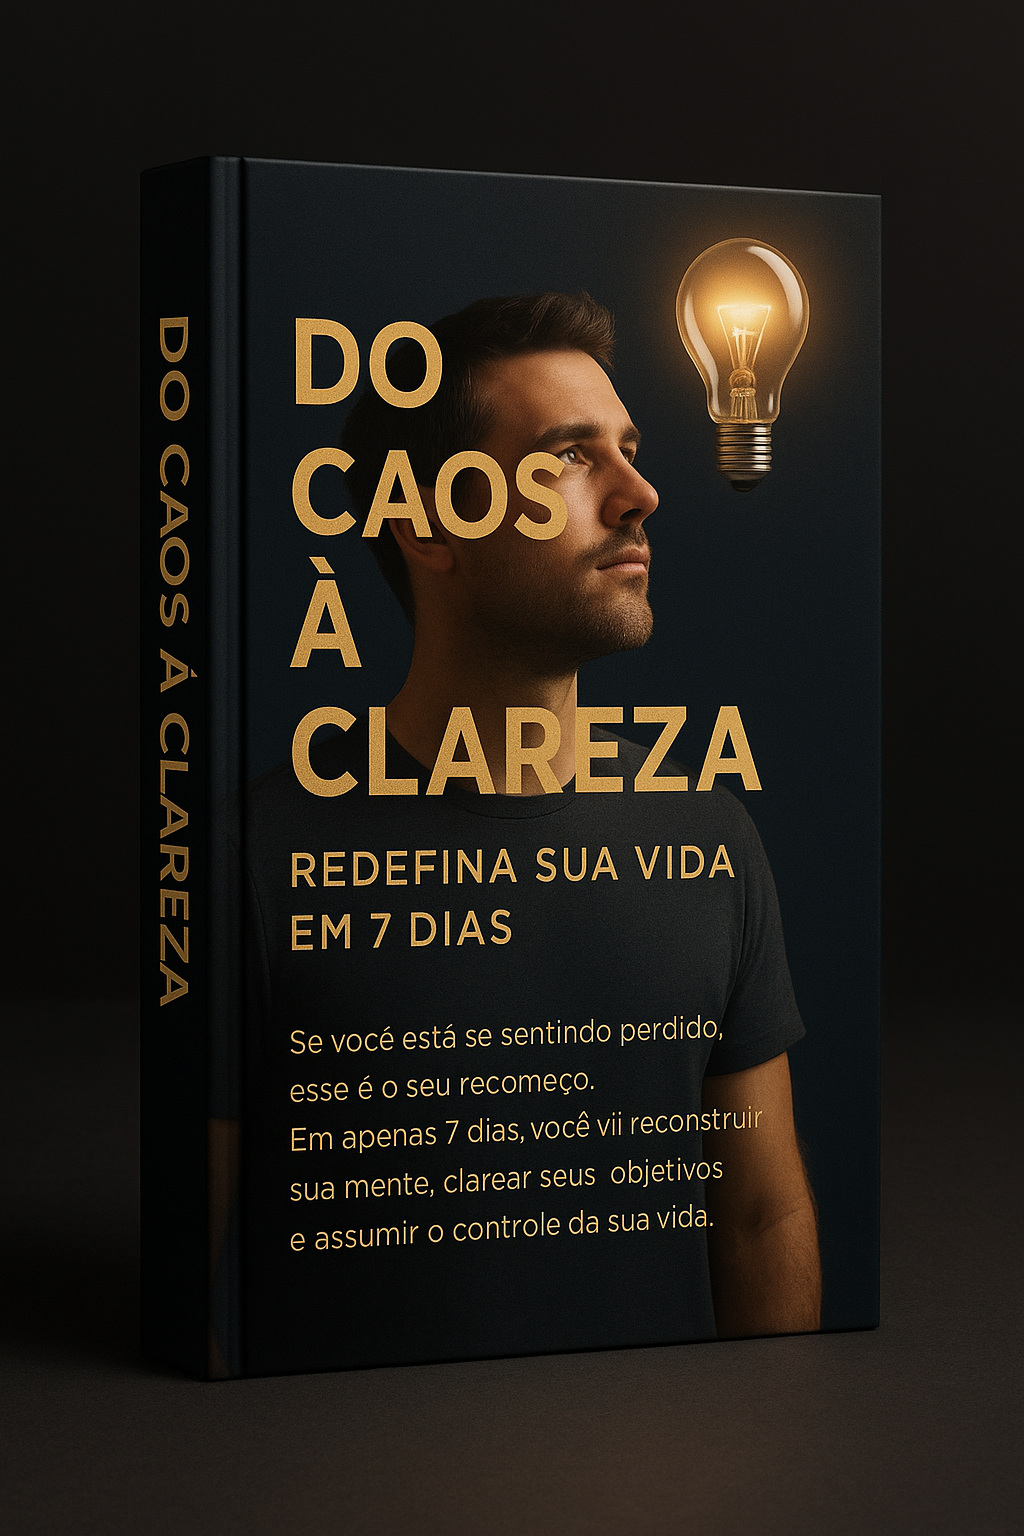 DO CAOS Á CLAREZA
DO
CAOS
À
CLAREZA
REDEFINA SUA VIDA
EM 7 DIAS
Se você está se sentindo perdido,
esse é o seu recomeço.
Em apenas 7 dias, você vii reconstruir
sua mente, clarear seus objetivos
e assumir o controle da sua vida.